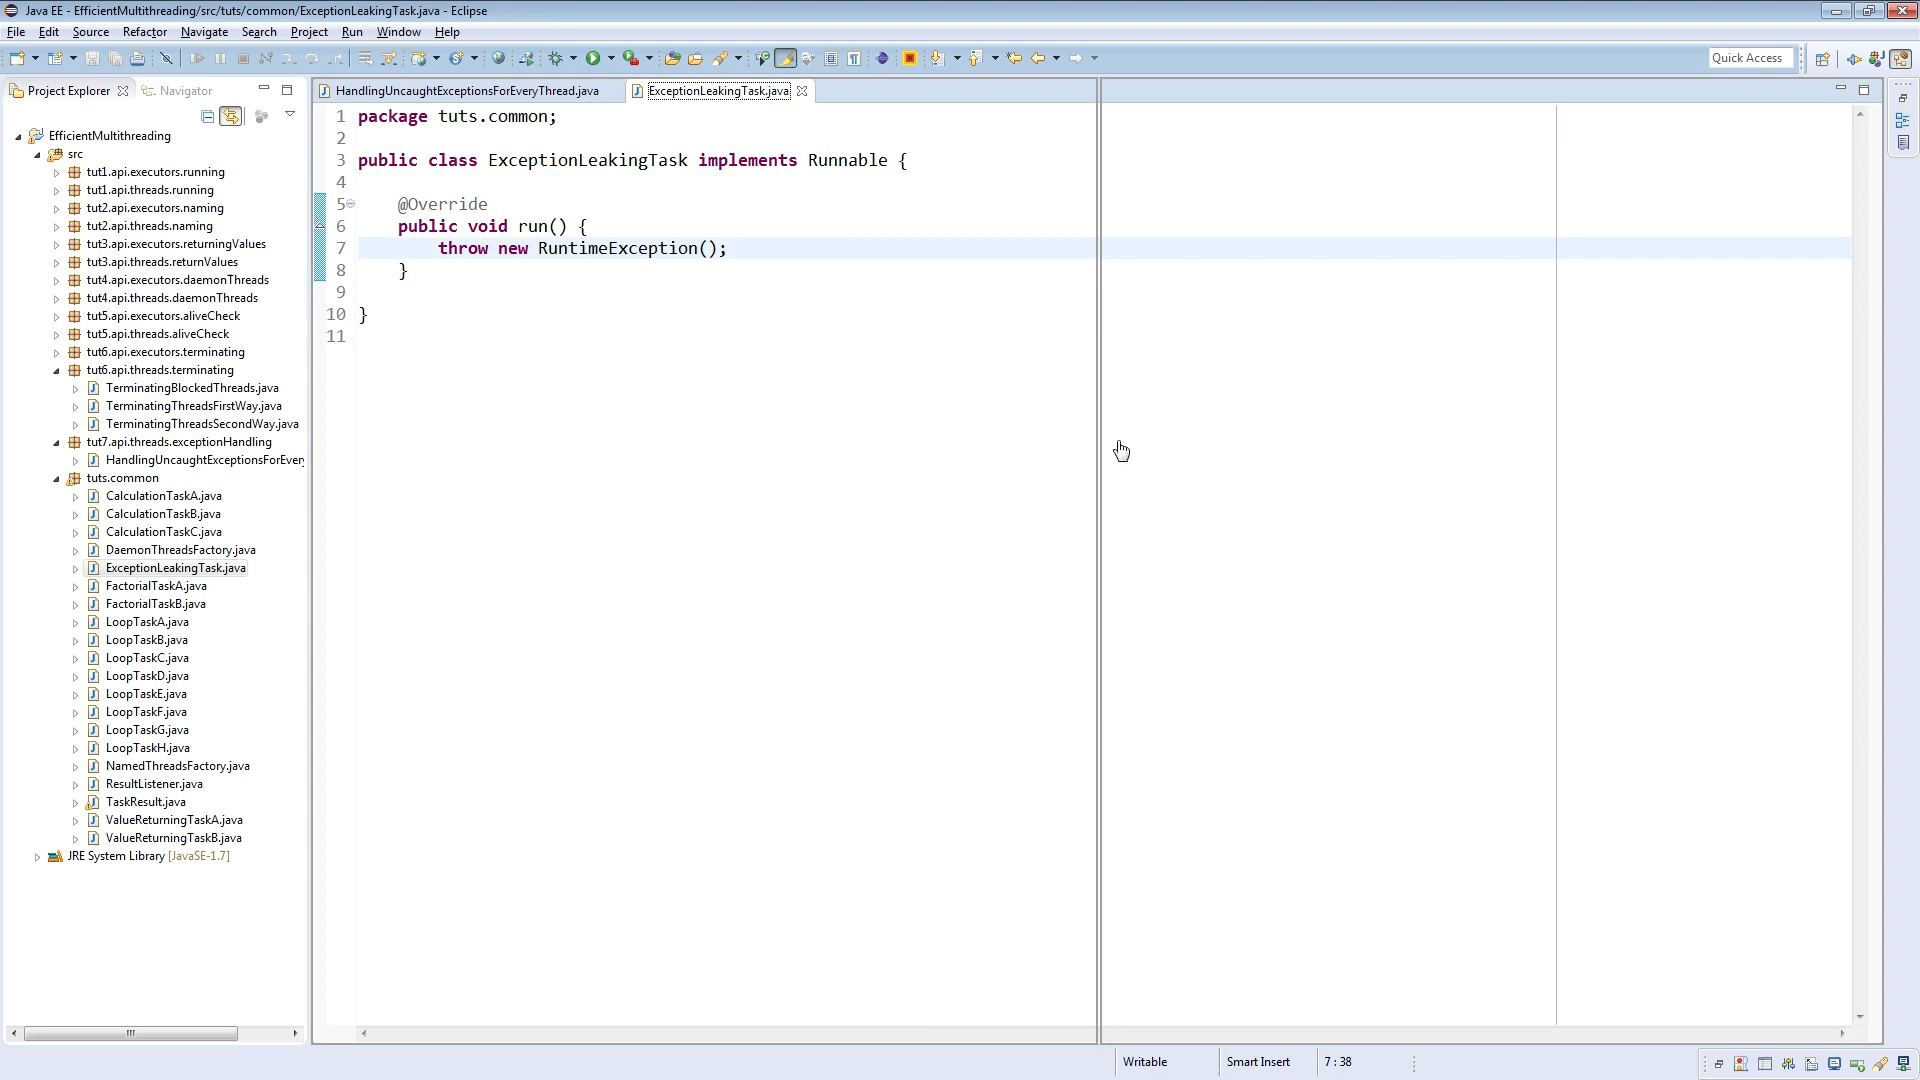 Java EE - EfficientMultithreading/src/tuts/common/ExceptionLeakingTask.java - Eclipse
File Edit Source Refactor Navigate Search Project Run Window Help
Quick Access
Project Explorer
Navigator
HandlingUncaughtExceptionsForEveryThread.java
ExceptionLeakingTask.java
EfficientMultithreading
src
tut1.api.executors.running
tut1.api.threads.running
tut2.api.executors.naming
tut2.api.threads.naming
tut3.api.executors.returningValues
tut3.api.threads.returnValues
tut4.api.executors.daemonThreads
tut4.api.threads.daemonThreads
tut5.api.executors.aliveCheck
tut5.api.threads.aliveCheck
tut6.api.executors.terminating
tut6.api.threads.terminating
TerminatingBlockedThreads.java
TerminatingThreadsFirstWay.java
TerminatingThreadsSecondWay.java
tut7.api.threads.exceptionHandling
HandlingUncaughtExceptionsForEver
tuts.common
CalculationTaskA.java
CalculationTaskB.java
CalculationTaskC.java
DaemonThreadsFactory.java
ExceptionLeakingTask.java
FactorialTaskA.java
FactorialTaskB.java
LoopTaskA.java
LoopTaskB.java
LoopTaskC.java
LoopTaskD.java
LoopTaskE.java
LoopTaskF.java
LoopTaskG.java
LoopTaskH.java
NamedThreadsFactory.java
ResultListener.java
TaskResult.java
ValueReturningTaskA.java
ValueReturningTaskB.java
JRE System Library [JavaSE-1.7]
1 package tuts.common;
2
3 public class ExceptionLeakingTask implements Runnable {
4
5 @Override
6 public void run() {
7 throw new RuntimeException();
8 }
9
10 }
11
Writable
Smart Insert
7 : 38